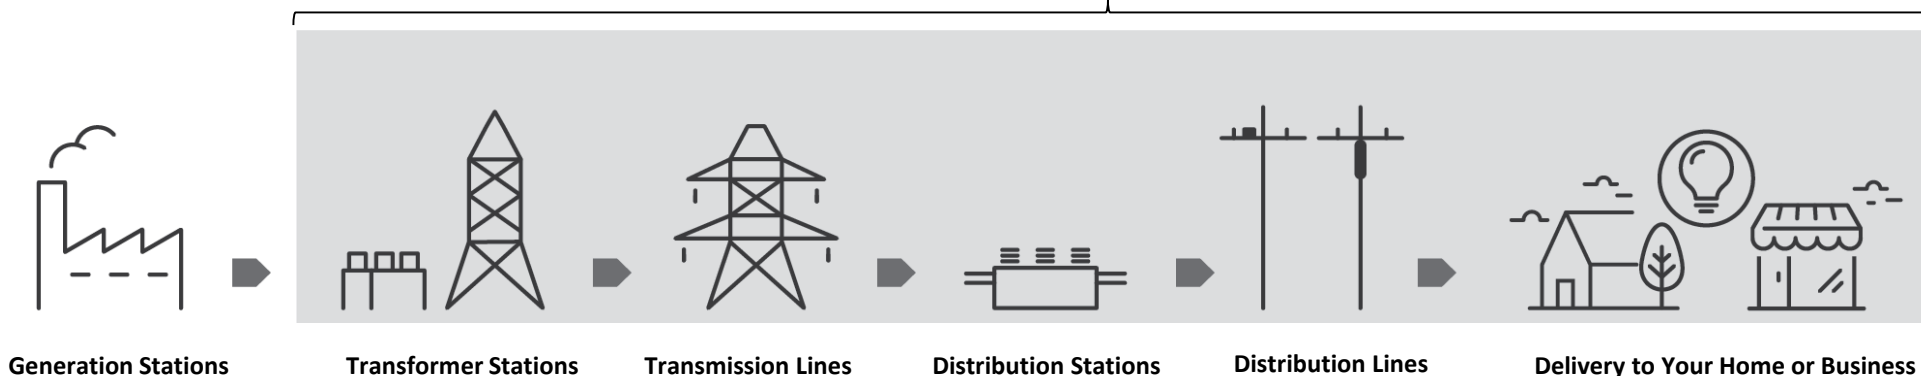 Generation Stations
Transformer Stations
Transmission Lines
Distribution Stations
Distribution Lines
Delivery to Your Home or Business